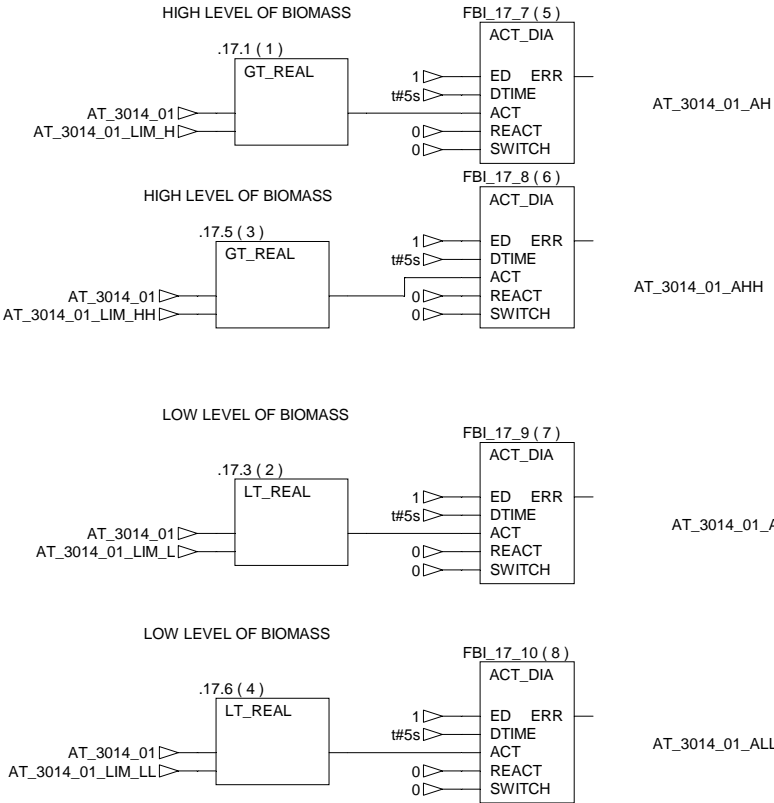 HIGH LEVEL OF BIOMASS
FBI_17_7 ( 5 )
ACT_DIA
.17.1 ( 1 )
GT_REAL
1 ED ERR
t#5s DTIME
AT_3014_01 ACT
AT_3014_01_AH
AT_3014_01_LIM_H 0 REACT
0 SWITCH
HIGH LEVEL OF BIOMASS
FBI_17_8 ( 6 )
ACT_DIA
.17.5 ( 3 )
GT_REAL
1 ED ERR
t#5s DTIME
ACT
AT_3014_01_AHH
AT_3014_01 0 REACT
AT_3014_01_LIM_HH 0 SWITCH
LOW LEVEL OF BIOMASS
FBI_17_9 ( 7 )
ACT_DIA
.17.3 ( 2 )
LT_REAL
1 ED ERR
t#5s DTIME
AT_3014_01 ACT
AT_3014_01_A
AT_3014_01_LIM_L 0 REACT
0 SWITCH
LOW LEVEL OF BIOMASS
FBI_17_10 ( 8 )
ACT_DIA
.17.6 ( 4 )
LT_REAL
1 ED ERR
t#5s DTIME
AT_3014_01 ACT
AT_3014_01_ALL
AT_3014_01_LIM_LL 0 REACT
0 SWITCH